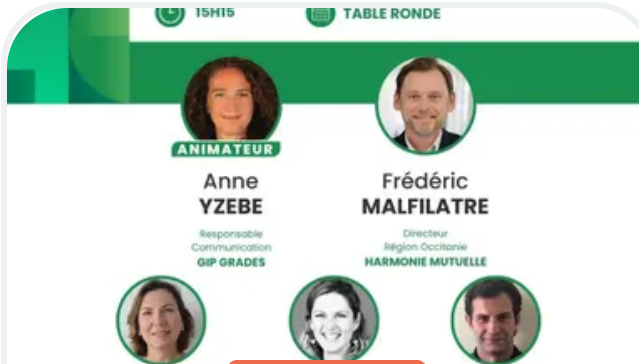 15H15
TABLE RONDE
ANIMATEUR
Anne
YZEBE
Responsable
Communication
GIP GRADES
Frédéric
MALFILATRE
Directeur
Région Occitanie
HARMONIE MUTUELLE